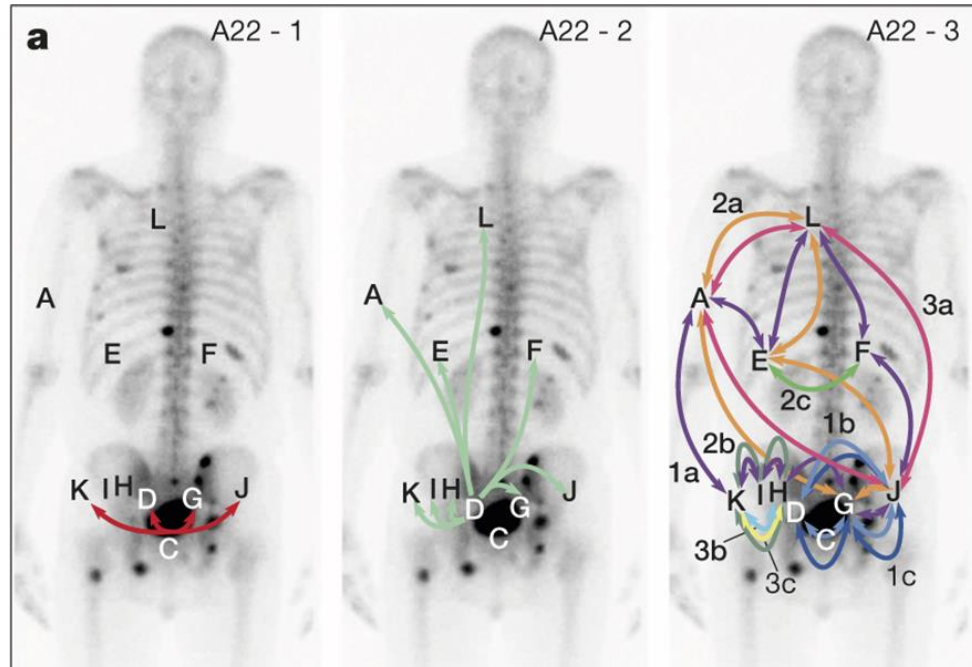 a
A22 - 1
L
A
E
F
K I H D G J
C
A22 - 2
L
A
E
F
K I H D G J
C
A22 - 3
2a
L
A
3a
E
F
2c
2b
1b
1a
K I H D G J
C
3b
3c
1c